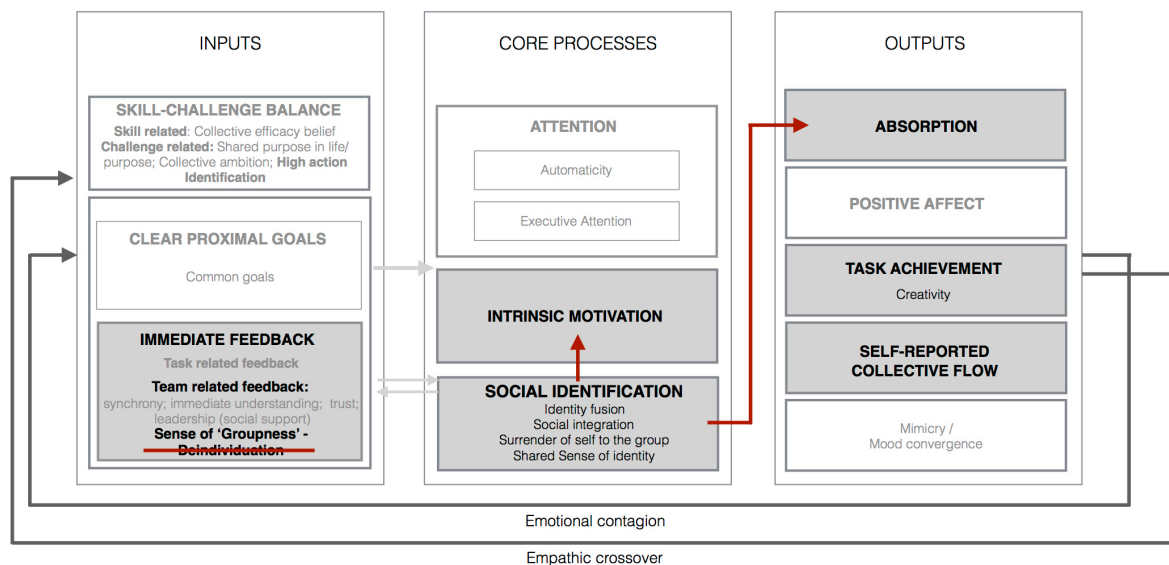 INPUTS
SKILL-CHALLENGE BALANCE
Skill related: Collective efficacy belief
Challenge related: Shared purpose in life/
purpose; Collective ambition; High action
Identification
CLEAR PROXIMAL GOALS
Common goals
IMMEDIATE FEEDBACK
Task related feedback
Team related feedback:
synchrony; immediate understanding; trust;
leadership (social support)
Sense of ‘Groupness’ -
Deindividuation
CORE PROCESSES
ATTENTION
Automaticity
Executive Attention
INTRINSIC MOTIVATION
SOCIAL IDENTIFICATION
Identity fusion
Social integration
Surrender of self to the group
Shared Sense of identity
OUTPUTS
ABSORPTION
POSITIVE AFFECT
TASK ACHIEVEMENT
Creativity
SELF-REPORTED
COLLECTIVE FLOW
Mimicry /
Mood convergence
Emotional contagion
Empathic crossover